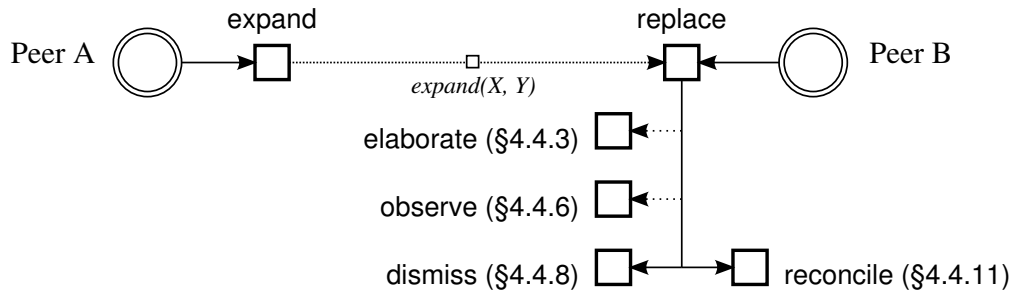 expand
replace
Peer A
Peer B
expand(X, Y)
elaborate (§4.4.3)
observe (§4.4.6)
dismiss (§4.4.8)
reconcile (§4.4.11)